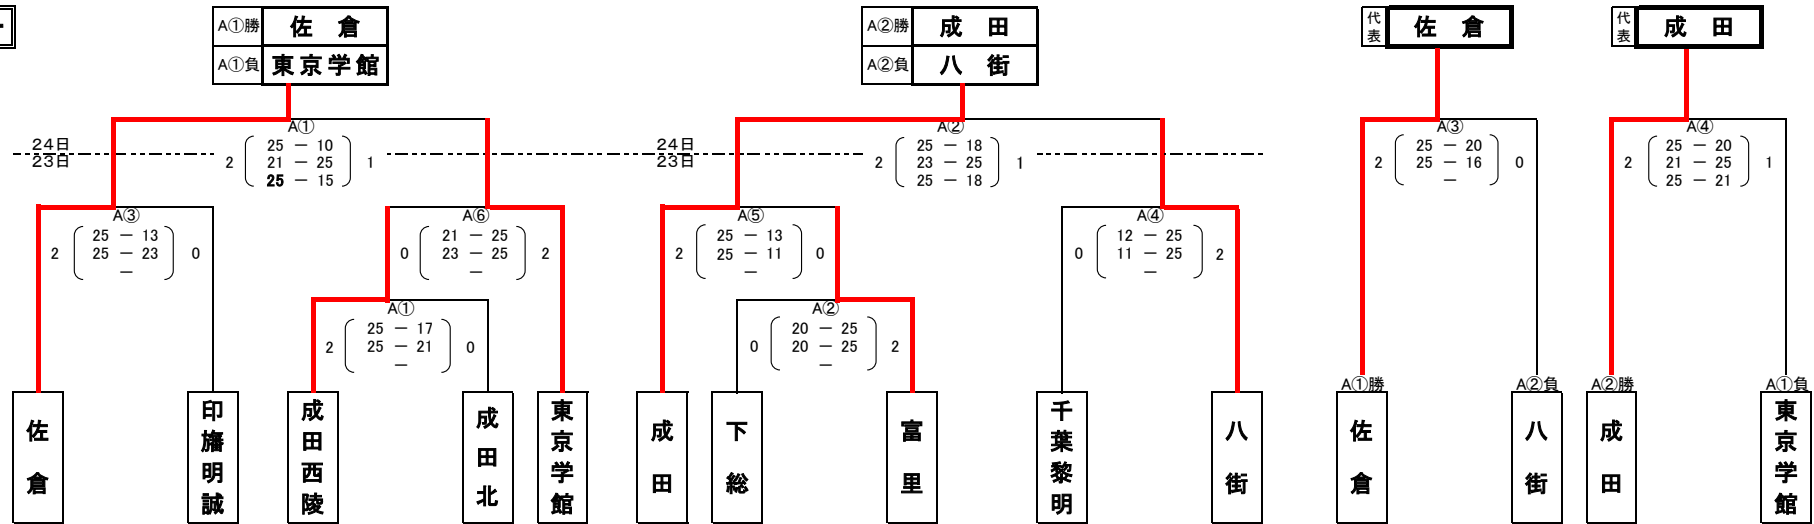 A①勝 佐倉
A①負 東京学館
A②勝 成田
A②負 八街
代表 佐倉
代表 成田
24日
23日
A①
2 25 － 10 1
21 － 25
25 － 15
24日
23日
A②
2 25 － 18 1
23 － 25
25 － 18
A③
2 25 － 20 0
25 － 16
－
A④
2 25 － 20 1
21 － 25
25 － 21
A③
2 25 － 13 0
25 － 23
－
A⑥
0 21 － 25 2
23 － 25
－
A⑤
2 25 － 13 0
25 － 11
－
A④
0 12 － 25 2
11 － 25
－
A①
2 25 － 17 0
25 － 21
－
A②
0 20 － 25 2
20 － 25
－
A①勝
A②負
A②勝
A①負
佐倉
印旛明誠
成田西陵
成田北
東京学館
成田
下総
富里
千葉黎明
八街
佐倉
八街
成田
東京学館